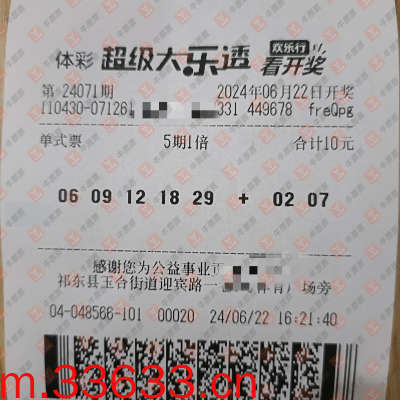 体彩 超级大乐透 欢乐行 看开奖
第 24071期 2024年06月22日开奖
110430-071261 331 449678 freQpg
单式票 5期1倍 合计10元
06 09 12 18 29 + 02 07
感谢您为公益事业
祁东县玉合街道迎宾路一 场旁
04-048566-101 00020 24/06/22 16:21:40
m.33633.cn